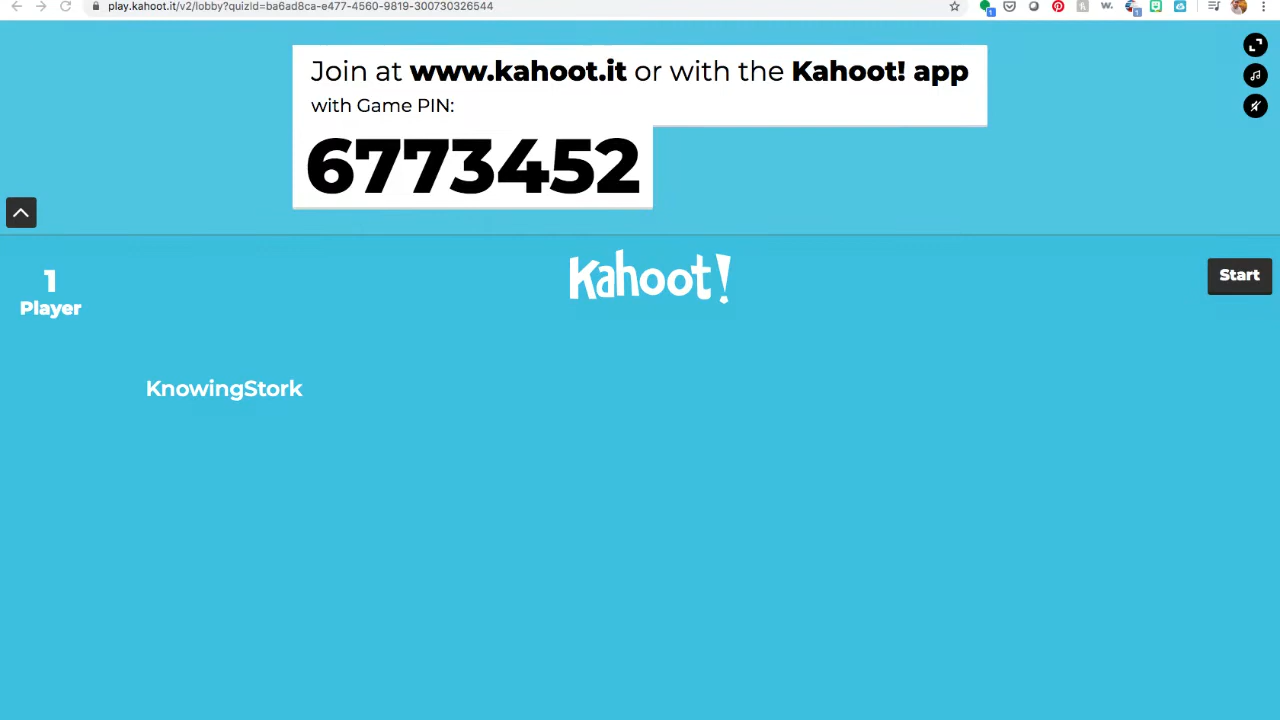 play.kahoot.it/v2/lobby?quizId=ba6ad8ca-e477-4560-9819-300730326544
Join at www.kahoot.it or with the Kahoot! app
with Game PIN:
6773452
1
Player
Kahoot!
Start
KnowingStork